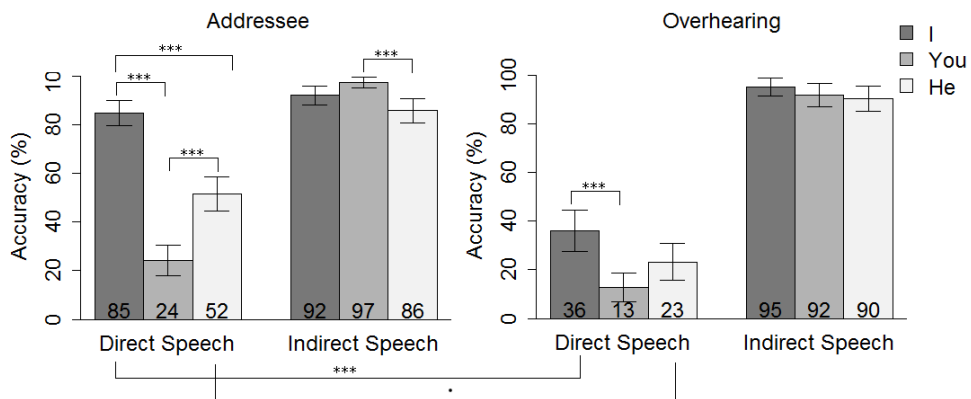 Addressee
Overhearing
I
You
He
Accuracy (%)
0 20 40 60 80 100
***
***
***
***
85 24 52 92 97 86
Direct Speech Indirect Speech
Accuracy (%)
0 20 40 60 80 100
***
36 13 23 95 92 90
Direct Speech Indirect Speech
***
.